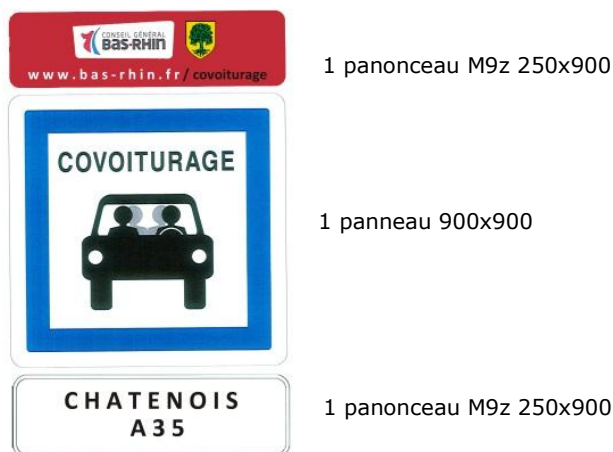 CONSEIL GÉNÉRAL
BAS-RHIN
www.bas-rhin.fr/covoiturage
1 panonceau M9z 250x900
COVOITURAGE
1 panneau 900x900
CHATENOIS
A35
1 panonceau M9z 250x900